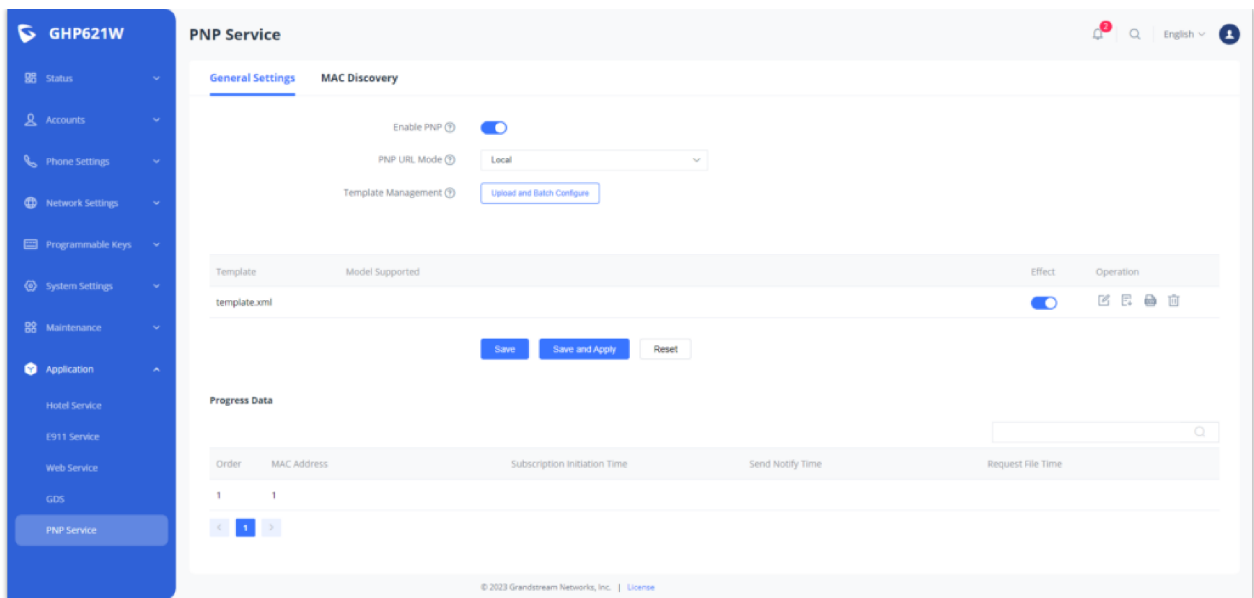 GHP621W
PNP Service
2
English
Status
General Settings MAC Discovery
Accounts
Enable PNP
Phone Settings
PNP URL Mode Local
Network Settings
Template Management Upload and Batch Configure
Programmable Keys
Template Model Supported Effect Operation
System Settings
template.xml
Maintenance
Save Save and Apply Reset
Application
Progress Data
Hotel Service
E911 Service
Order MAC Address Subscription Initiation Time Send Notify Time Request File Time
Web Service
1 1
GDS
PNP Service
1
© 2023 Grandstream Networks, Inc. | License